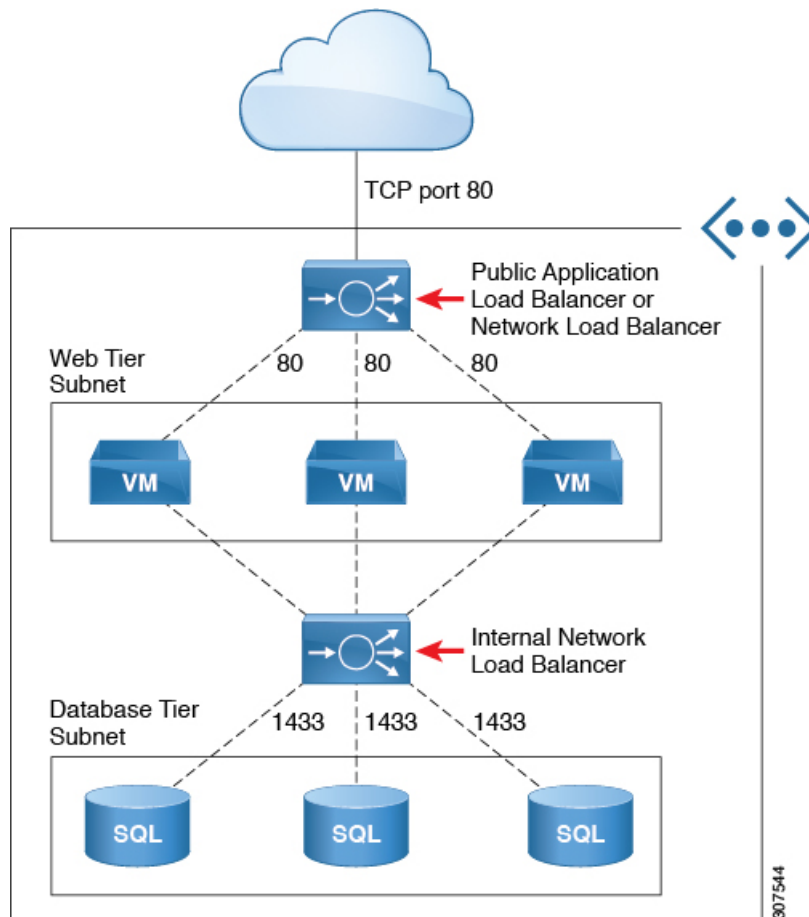 TCP port 80
Public Application
Load Balancer or
Network Load Balancer
80
80
80
Web Tier
Subnet
VM
VM
VM
Internal Network
Load Balancer
Database Tier
Subnet
1433
1433
1433
SQL
SQL
SQL
307544